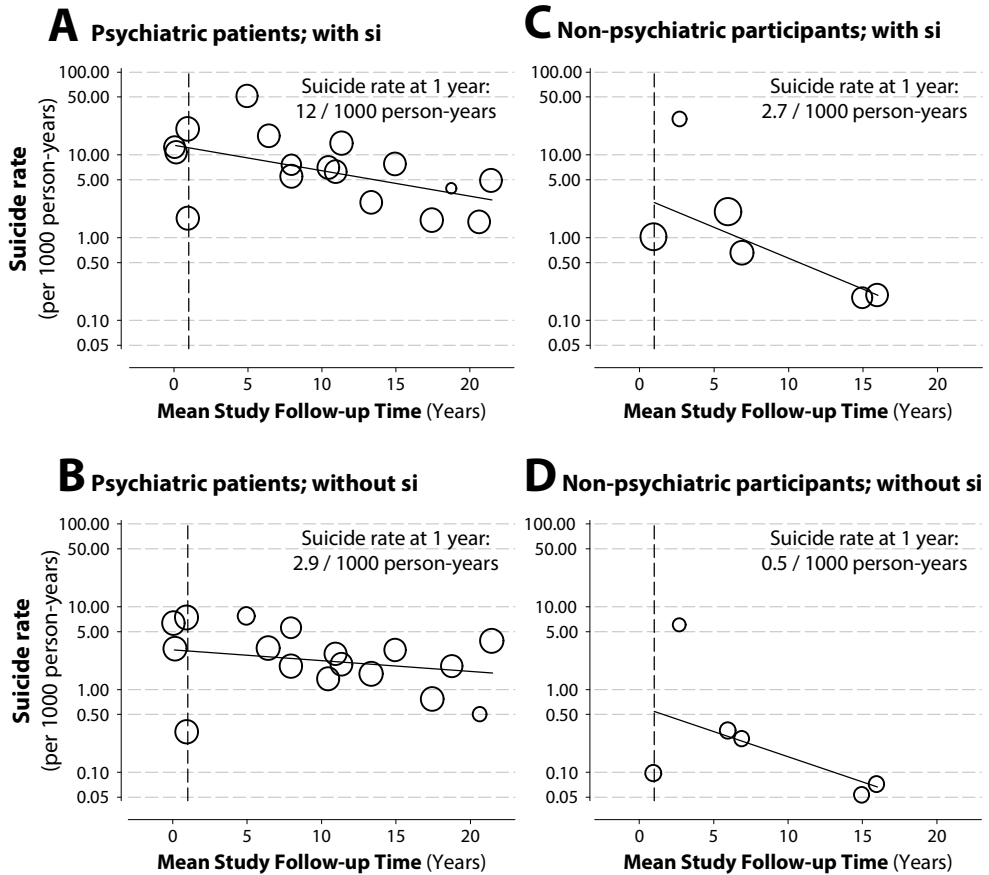 A Psychiatric patients; with si
Suicide rate
(per 1000 person-years)
100.00
50.00
10.00
5.00
1.00
0.50
0.10
0.05
Suicide rate at 1 year:
12 / 1000 person-years
0 5 10 15 20
Mean Study Follow-up Time (Years)
C Non-psychiatric participants; with si
100.00
50.00
10.00
5.00
1.00
0.50
0.10
0.05
Suicide rate at 1 year:
2.7 / 1000 person-years
0 5 10 15 20
Mean Study Follow-up Time (Years)
B Psychiatric patients; without si
Suicide rate
(per 1000 person-years)
100.00
50.00
10.00
5.00
1.00
0.50
0.10
0.05
Suicide rate at 1 year:
2.9 / 1000 person-years
0 5 10 15 20
Mean Study Follow-up Time (Years)
D Non-psychiatric participants; without si
100.00
50.00
10.00
5.00
1.00
0.50
0.10
0.05
Suicide rate at 1 year:
0.5 / 1000 person-years
0 5 10 15 20
Mean Study Follow-up Time (Years)